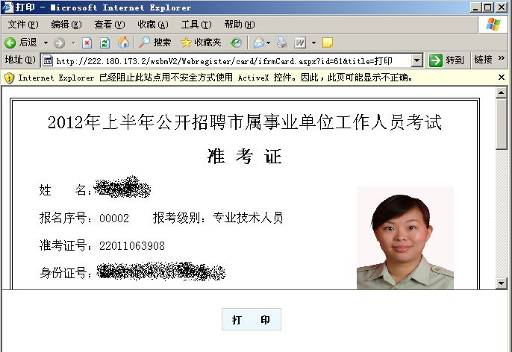 打印 - Microsoft Internet Explorer
文件(F) 编辑(E) 查看(V) 收藏(A) 工具(T) 帮助(H)
后退 搜索 收藏夹
地址(D) http://222.180.173.2/wsbmV2/Webregister/card/ifrmCard.aspx?id=61&title=打印 转到 链接 »
Internet Explorer 已经阻止此站点用不安全方式使用 ActiveX 控件。因此,此页可能显示不正确。
2012年上半年公开招聘市属事业单位工作人员考试
准 考 证
姓 名:
报名序号: 00002 报考级别: 专业技术人员
准考证号: 22011063908
身份证号:
打 印